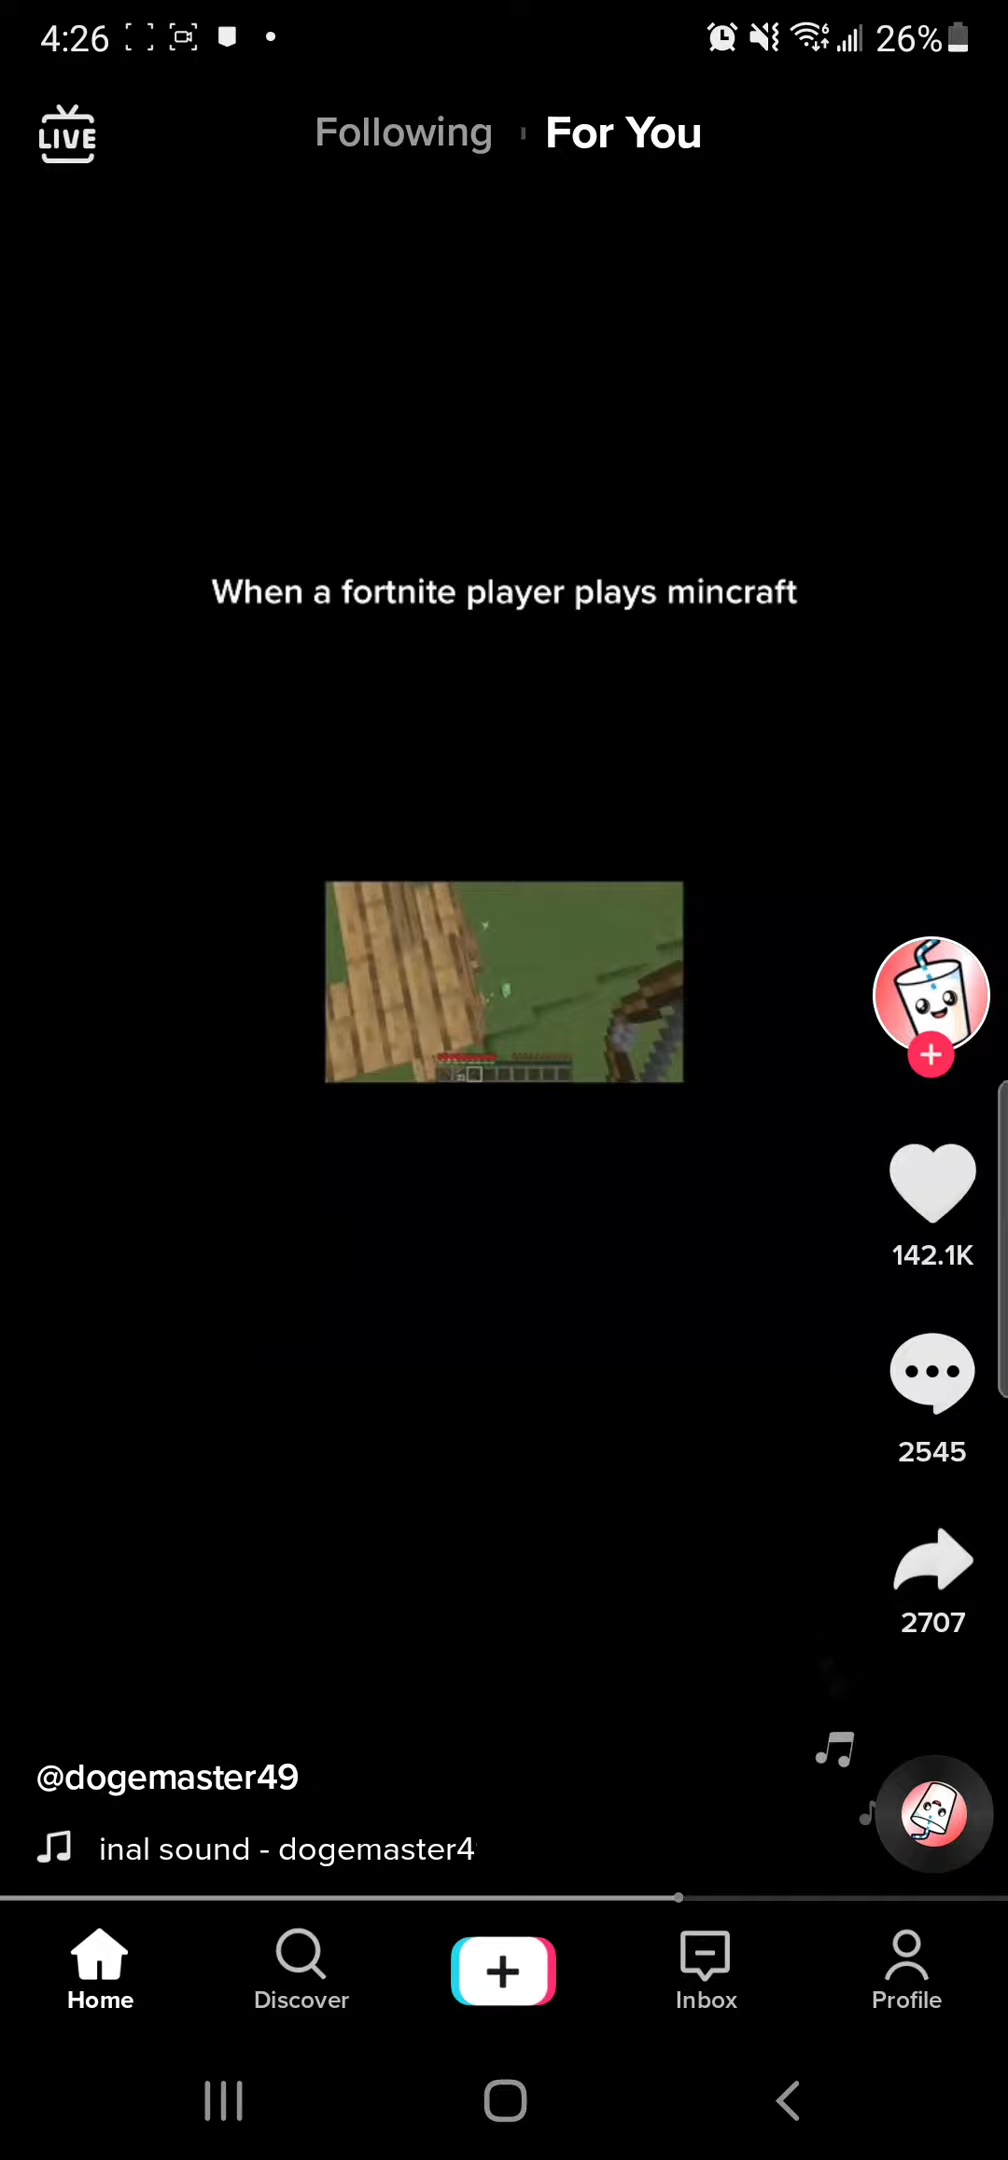 4:26
26%
LIVE
Following
For You
When a fortnite player plays mincraft
142.1K
2545
2707
@dogemaster49
inal sound - dogemaster4
Home
Discover
Inbox
Profile